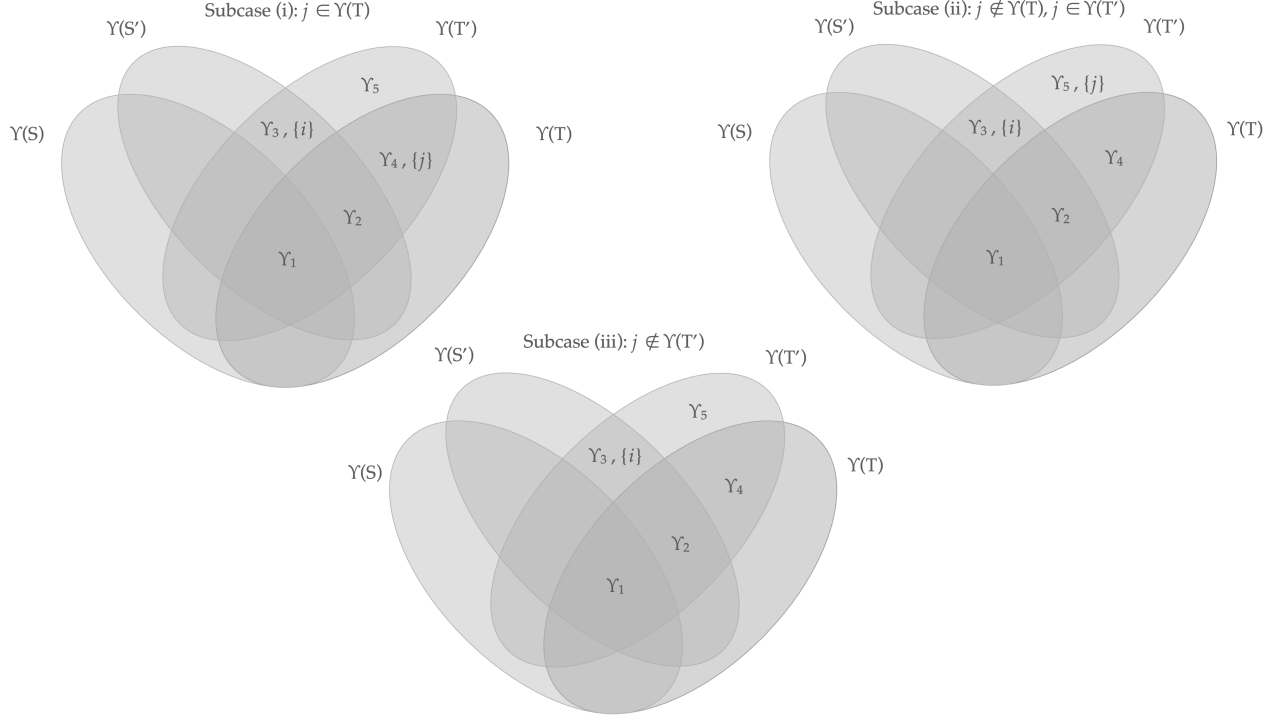 Subcase (i): j ∈ ϒ(T)
ϒ(S′)
ϒ(T′)
ϒ(S)
ϒ(T)
ϒ₅
ϒ₃ , {i}
ϒ₄ , {j}
ϒ₂
ϒ₁
Subcase (ii): j ∉ ϒ(T), j ∈ ϒ(T′)
ϒ(S′)
ϒ(T′)
ϒ(S)
ϒ(T)
ϒ₅ , {j}
ϒ₃ , {i}
ϒ₄
ϒ₂
ϒ₁
Subcase (iii): j ∉ ϒ(T′)
ϒ(S′)
ϒ(T′)
ϒ(S)
ϒ(T)
ϒ₅
ϒ₃ , {i}
ϒ₄
ϒ₂
ϒ₁